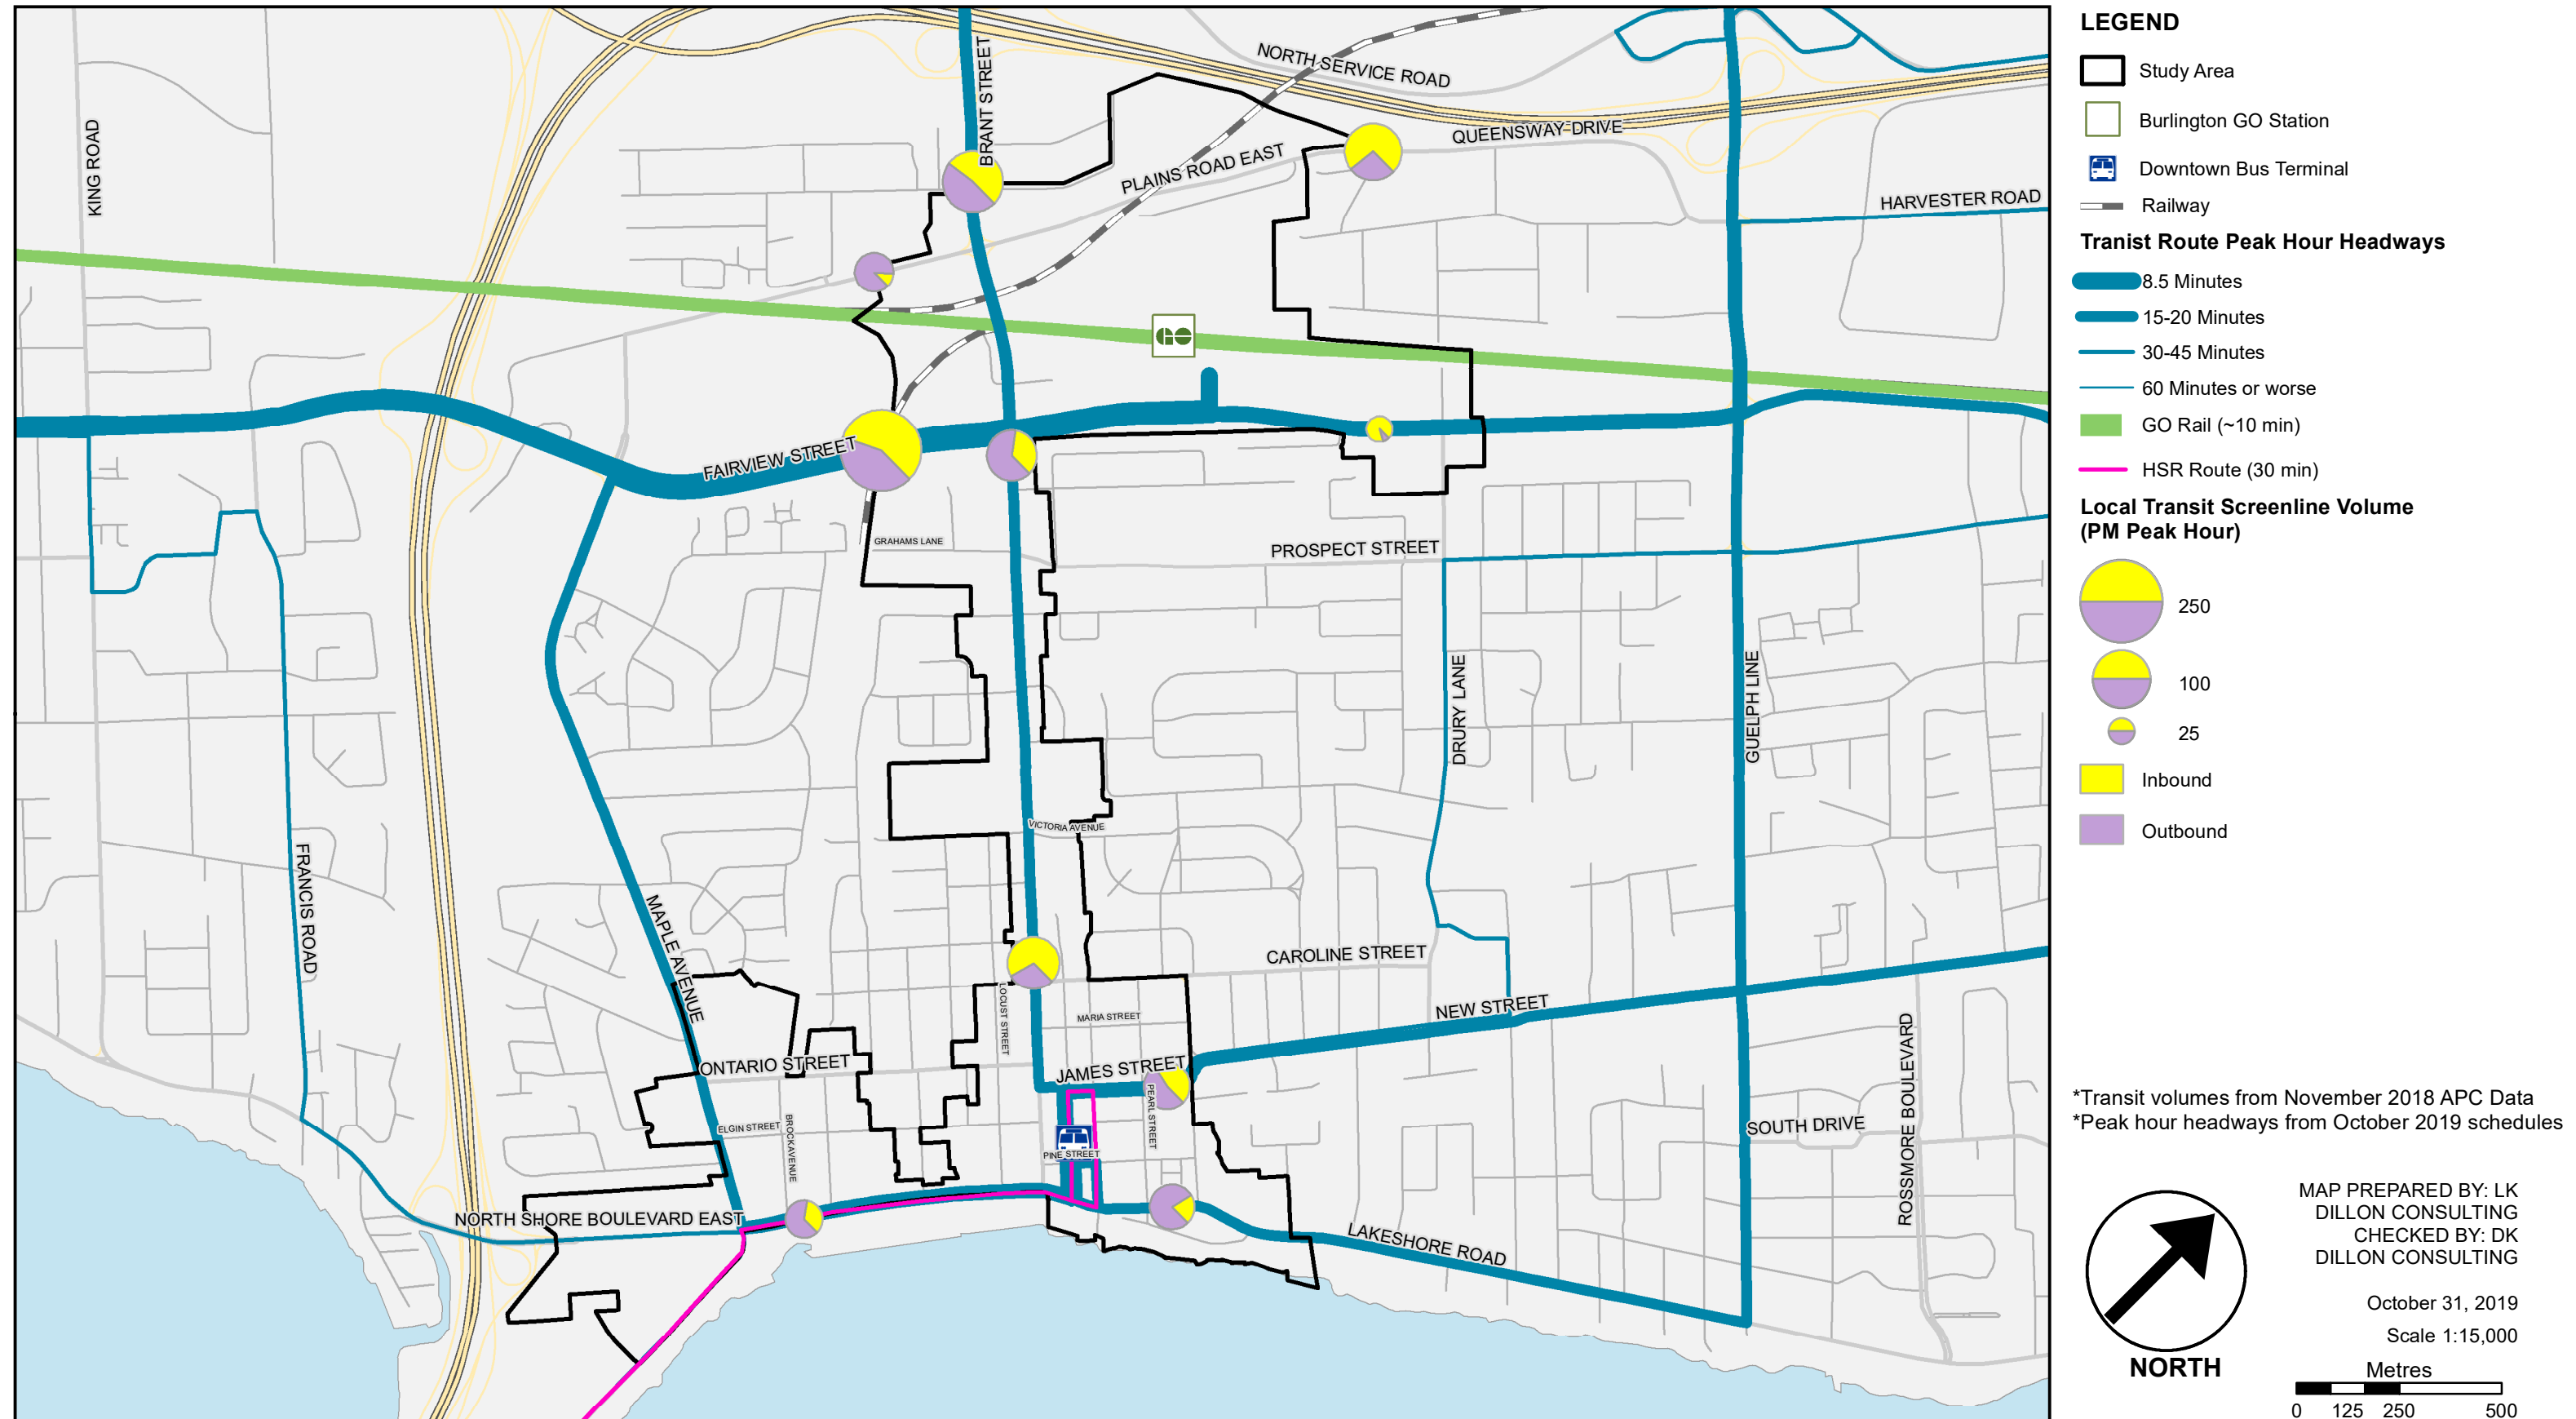 NORTH SERVICE ROAD
BRANT STREET
QUEENSWAY DRIVE
KING ROAD
PLAINS ROAD EAST
HARVESTER ROAD
FAIRVIEW STREET
GRAHAMS LANE
PROSPECT STREET
DRURY LANE
GUELPH LINE
VICTORIA AVENUE
FRANCIS ROAD
MAPLE AVENUE
CAROLINE STREET
LOCUST STREET
MARIA STREET
NEW STREET
ONTARIO STREET
JAMES STREET
ROSSMORE BOULEVARD
ELGIN STREET
BROCK AVENUE
PEARL STREET
SOUTH DRIVE
PINE STREET
NORTH SHORE BOULEVARD EAST
LAKESHORE ROAD
GO
LEGEND
Study Area
Burlington GO Station
Downtown Bus Terminal
Railway
Tranist Route Peak Hour Headways
8.5 Minutes
15-20 Minutes
30-45 Minutes
60 Minutes or worse
GO Rail (~10 min)
HSR Route (30 min)
Local Transit Screenline Volume
(PM Peak Hour)
250
100
25
Inbound
Outbound
*Transit volumes from November 2018 APC Data
*Peak hour headways from October 2019 schedules
MAP PREPARED BY: LK
DILLON CONSULTING
CHECKED BY: DK
DILLON CONSULTING
October 31, 2019
Scale 1:15,000
NORTH
Metres
0 125 250 500